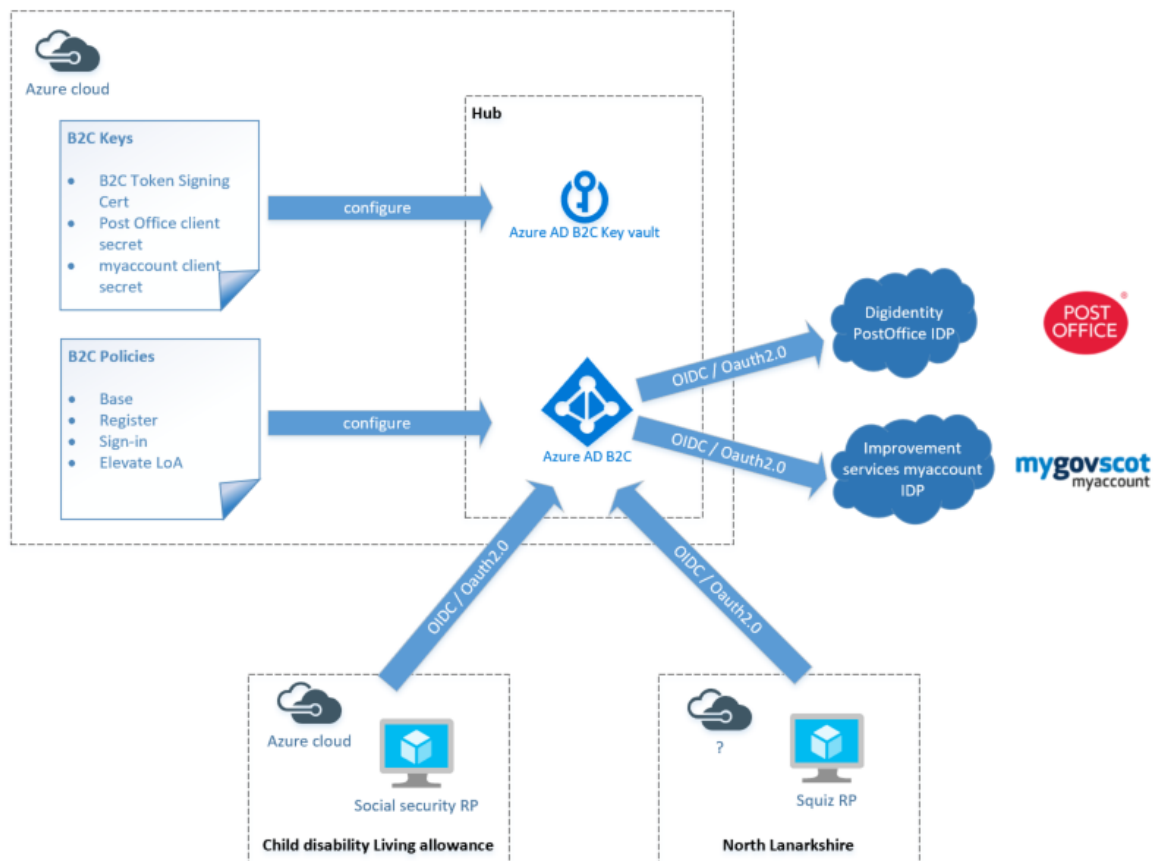 Azure cloud
Hub
B2C Keys
● B2C Token Signing
Cert
● Post Office client
secret
● myaccount client
secret
configure
Azure AD B2C Key vault
B2C Policies
● Base
● Register
● Sign-in
● Elevate LoA
configure
Azure AD B2C
OIDC / Oauth2.0
Digidentity
PostOffice IDP
POST
OFFICE
®
OIDC / Oauth2.0
Improvement
services myaccount
IDP
mygovscot
myaccount
OIDC / Oauth2.0
OIDC / Oauth2.0
Azure cloud
Social security RP
Child disability Living allowance
?
Squiz RP
North Lanarkshire